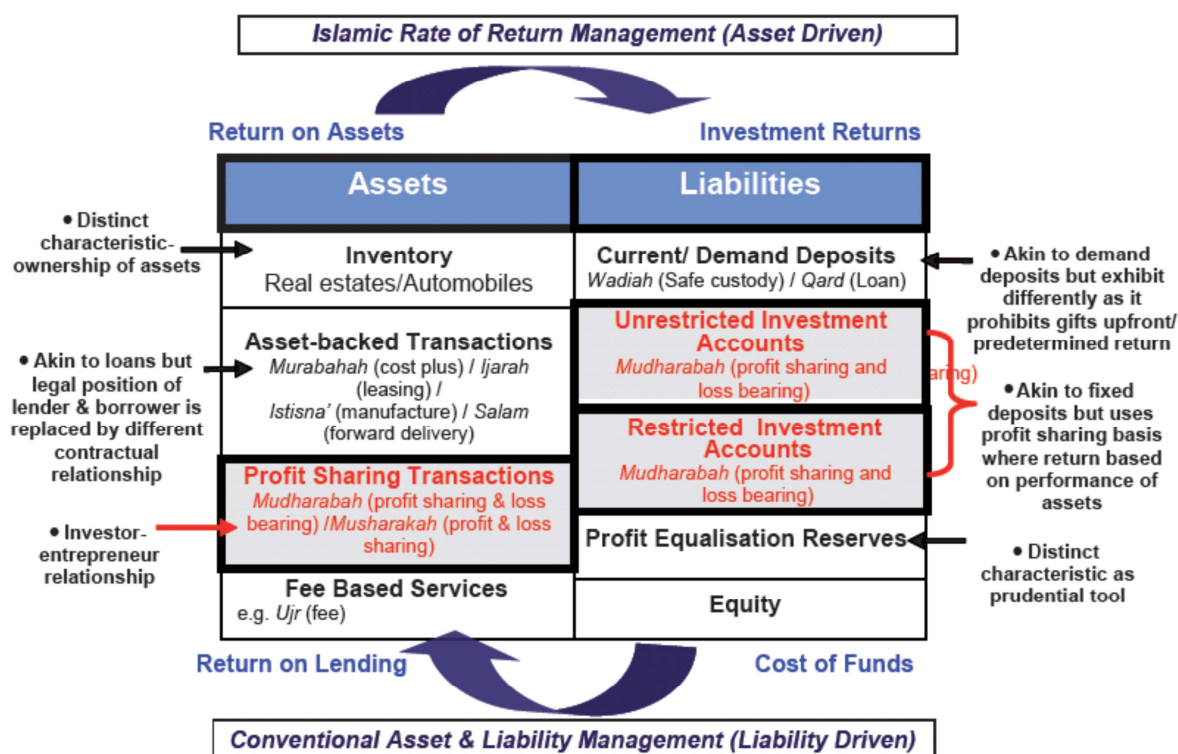 Islamic Rate of Return Management (Asset Driven)
Return on Assets
Investment Returns
Assets
Liabilities
• Distinct
characteristic-
ownership of assets
Inventory
Real estates/Automobiles
Current/ Demand Deposits
Wadiah (Safe custody) / Qard (Loan)
• Akin to demand
deposits but exhibit
differently as it
prohibits gifts upfront/
predetermined return
• Akin to loans but
legal position of
lender & borrower is
replaced by different
contractual
relationship
Asset-backed Transactions
Murabahah (cost plus) / Ijarah
(leasing) /
Istisna' (manufacture) / Salam
(forward delivery)
Unrestricted Investment
Accounts
Mudharabah (profit sharing and
loss bearing)
aring)
Restricted Investment
Accounts
Mudharabah (profit sharing and
loss bearing)
• Akin to fixed
deposits but uses
profit sharing basis
where return based
on performance of
assets
• Investor-
entrepreneur
relationship
Profit Sharing Transactions
Mudharabah (profit sharing & loss
bearing) /Musharakah (profit & loss
sharing)
Profit Equalisation Reserves
• Distinct
characteristic as
prudential tool
Fee Based Services
e.g. Ujr (fee)
Equity
Return on Lending
Cost of Funds
Conventional Asset & Liability Management (Liability Driven)